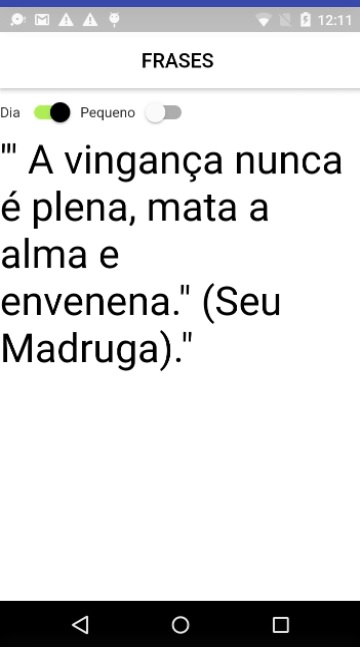 12:11
FRASES
Dia Pequeno
"' A vingança nunca
é plena, mata a
alma e
envenena." (Seu
Madruga)."